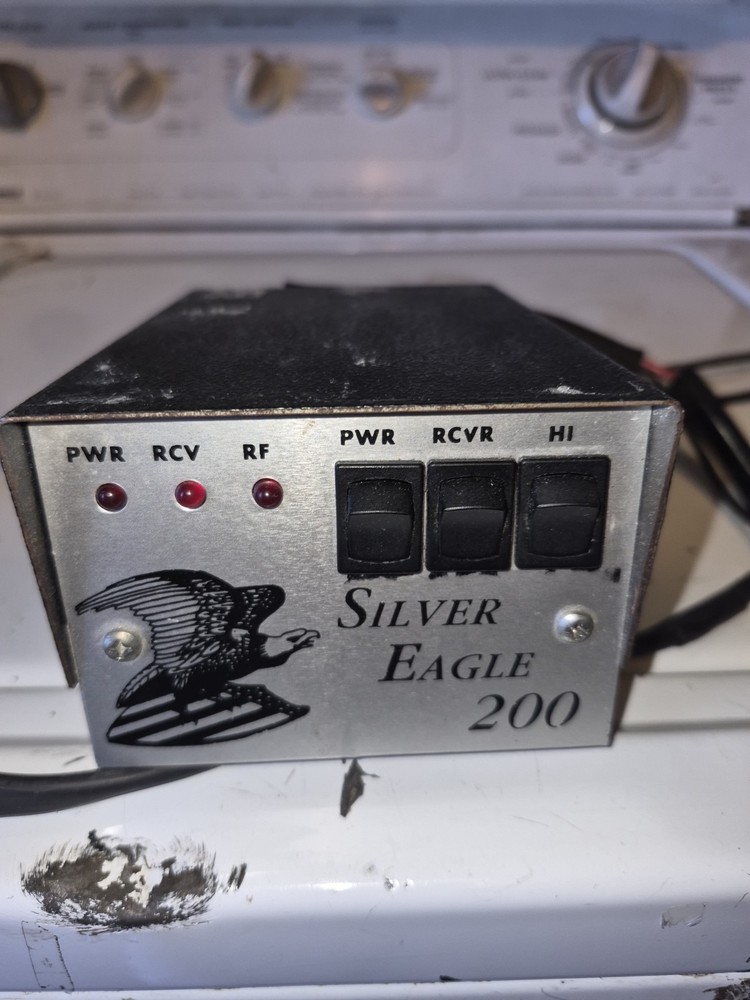 PWR RCV RF PWR RCVR HI
SILVER
EAGLE
200